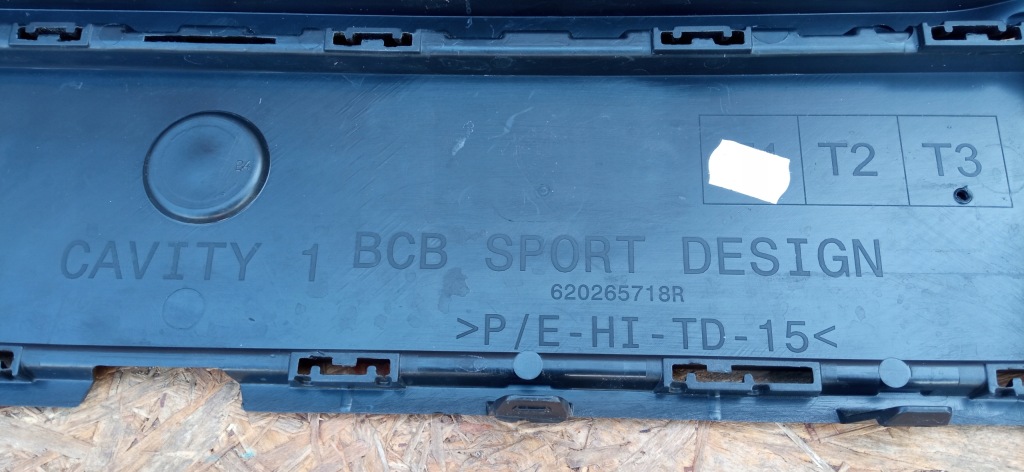 T2 T3
CAVITY 1 BCB SPORT DESIGN
620265718R
>P/E-HI-TD-15<